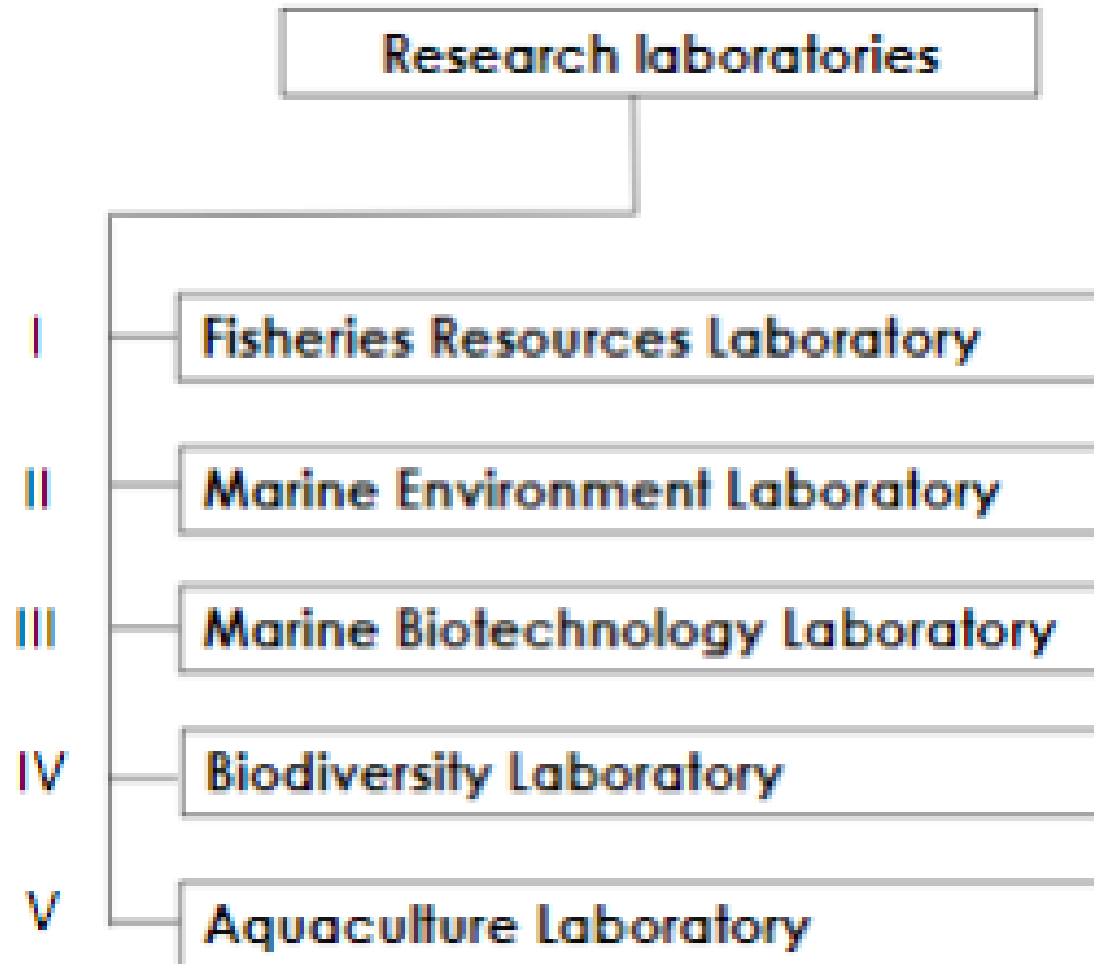 Research laboratories
I Fisheries Resources Laboratory
II Marine Environment Laboratory
III Marine Biotechnology Laboratory
IV Biodiversity Laboratory
V Aquaculture Laboratory